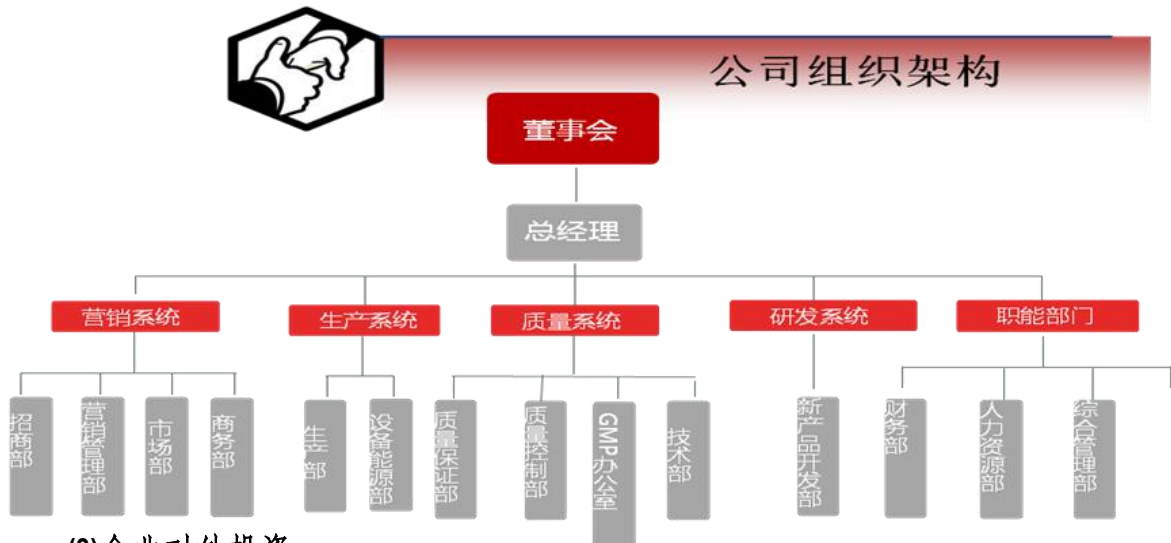 公司组织架构
董事会
总经理
营销系统
生产系统
质量系统
研发系统
职能部门
招商部
营销管理部
市场部
商务部
生产部
设备能源部
质量保证部
质量控制部
GMP办公室
技术部
新产品开发部
财务部
人力资源部
综合管理部